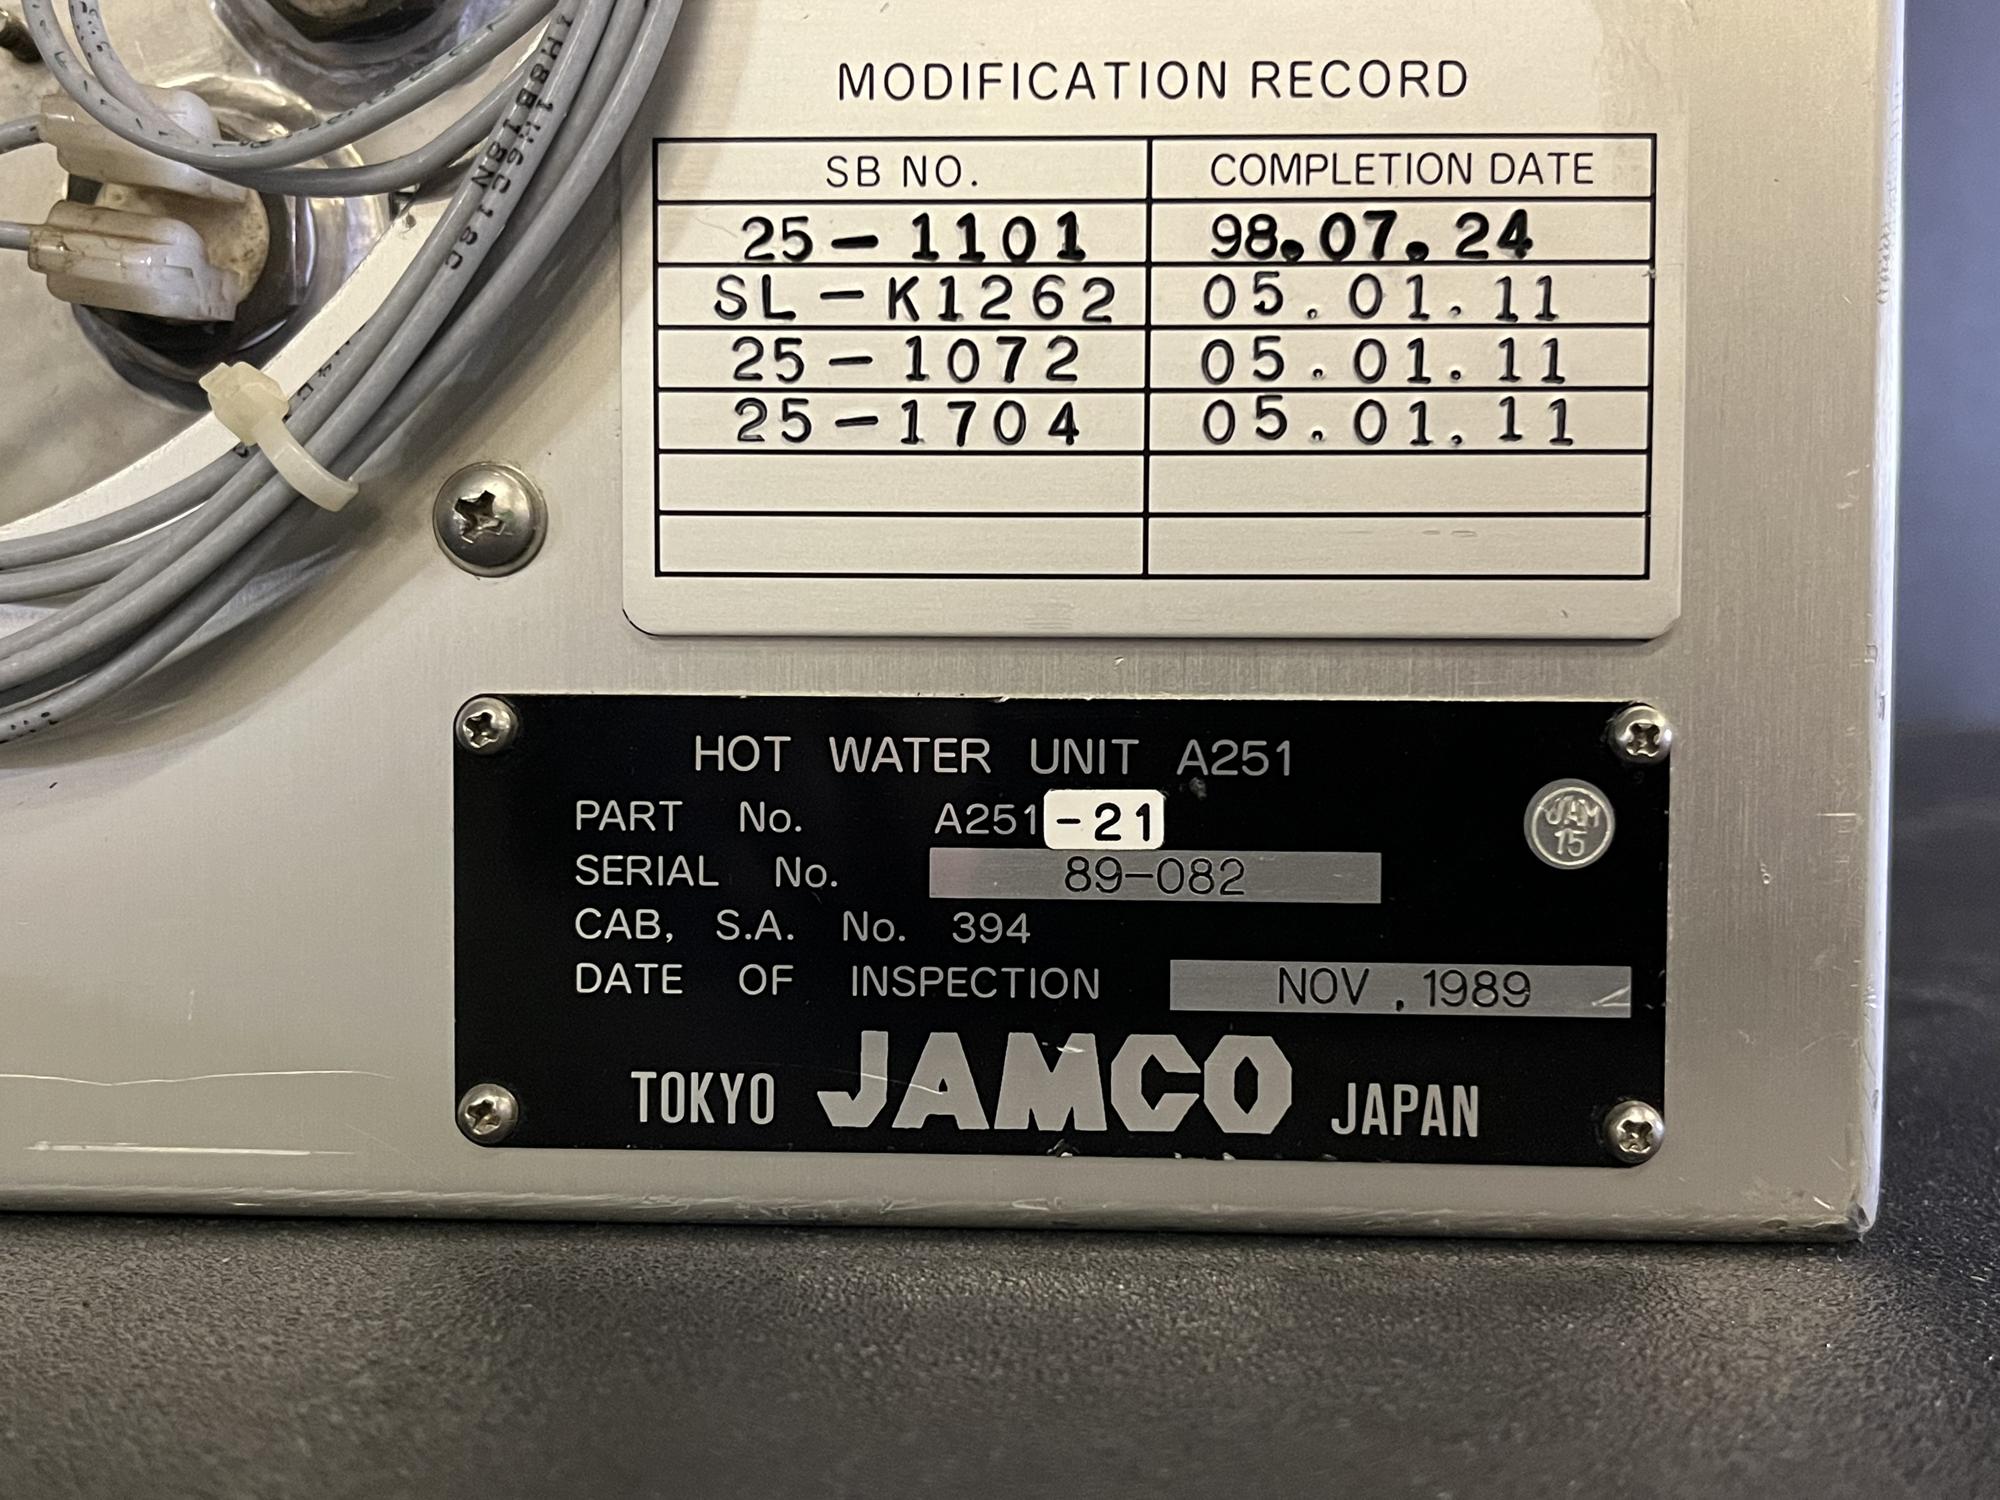 MODIFICATION RECORD
SB NO. COMPLETION DATE
25-1101 98.07.24
SL-K1262 05.01.11
25-1072 05.01.11
25-1704 05.01.11
HOT WATER UNIT A251
PART No. A251-21
JAM
15
SERIAL No. 89-082
CAB, S.A. No. 394
DATE OF INSPECTION NOV , 1989
TOKYO JAMCO JAPAN